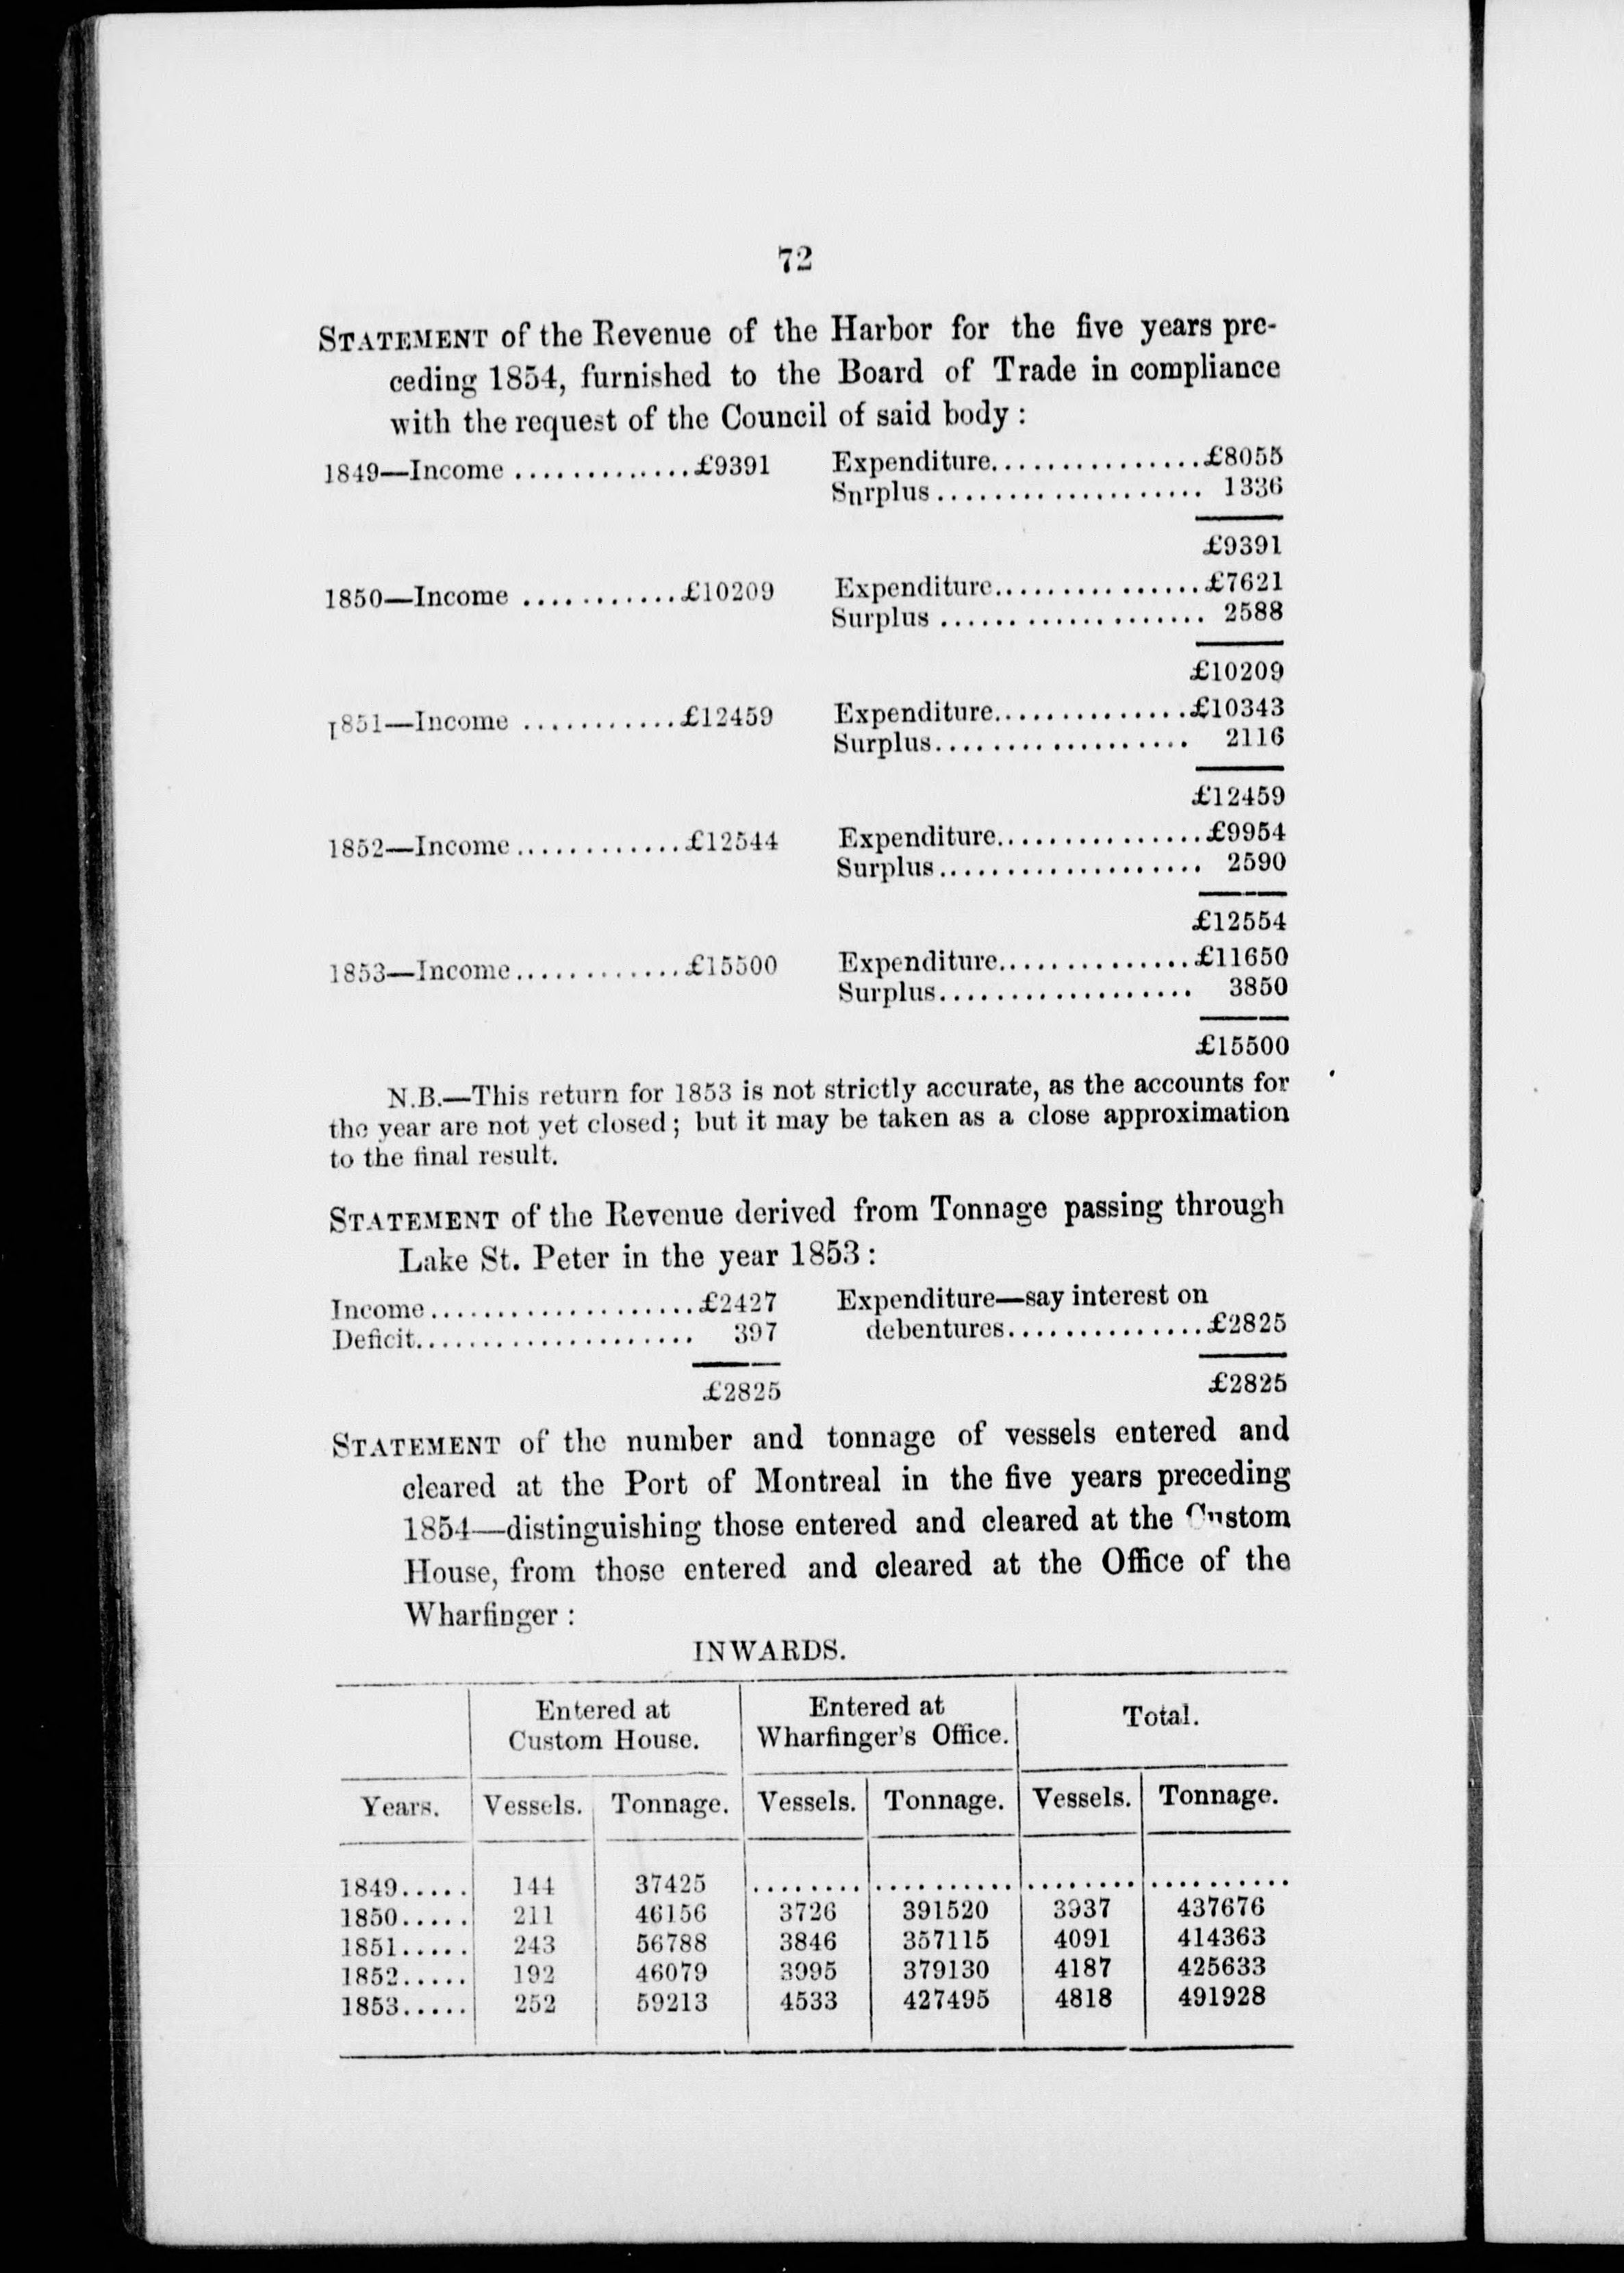 72
STATEMENT of the Revenue of the Harbor for the five years pre-
ceding 1854, furnished to the Board of Trade in compliance
with the request of the Council of said body :
1849—Income .............£9391 Expenditure...............£8055
Surplus................... 1336
£9391
1850—Income ...........£10209 Expenditure...............£7621
Surplus ................... 2588
£10209
1851—Income ...........£12459 Expenditure..............£10343
Surplus.................. 2116
£12459
1852—Income............£12544 Expenditure...............£9954
Surplus................... 2590
£12554
1853—Income............£15500 Expenditure..............£11650
Surplus.................. 3850
£15500
N.B.—This return for 1853 is not strictly accurate, as the accounts for
the year are not yet closed ; but it may be taken as a close approximation
to the final result.
STATEMENT of the Revenue derived from Tonnage passing through
Lake St. Peter in the year 1853 :
Income...................£2427 Expenditure—say interest on
Deficit.................... 397 debentures..............£2825
£2825 £2825
STATEMENT of the number and tonnage of vessels entered and
cleared at the Port of Montreal in the five years preceding
1854—distinguishing those entered and cleared at the Custom
House, from those entered and cleared at the Office of the
Wharfinger :
INWARDS.
Entered at Entered at Total.
Custom House. Wharfinger's Office.
Years. Vessels. Tonnage. Vessels. Tonnage. Vessels. Tonnage.
1849..... 144 37425 ........ .......... ........ ..........
1850..... 211 46156 3726 391520 3937 437676
1851..... 243 56788 3846 357115 4091 414363
1852..... 192 46079 3995 379130 4187 425633
1853..... 252 59213 4533 427495 4818 491928